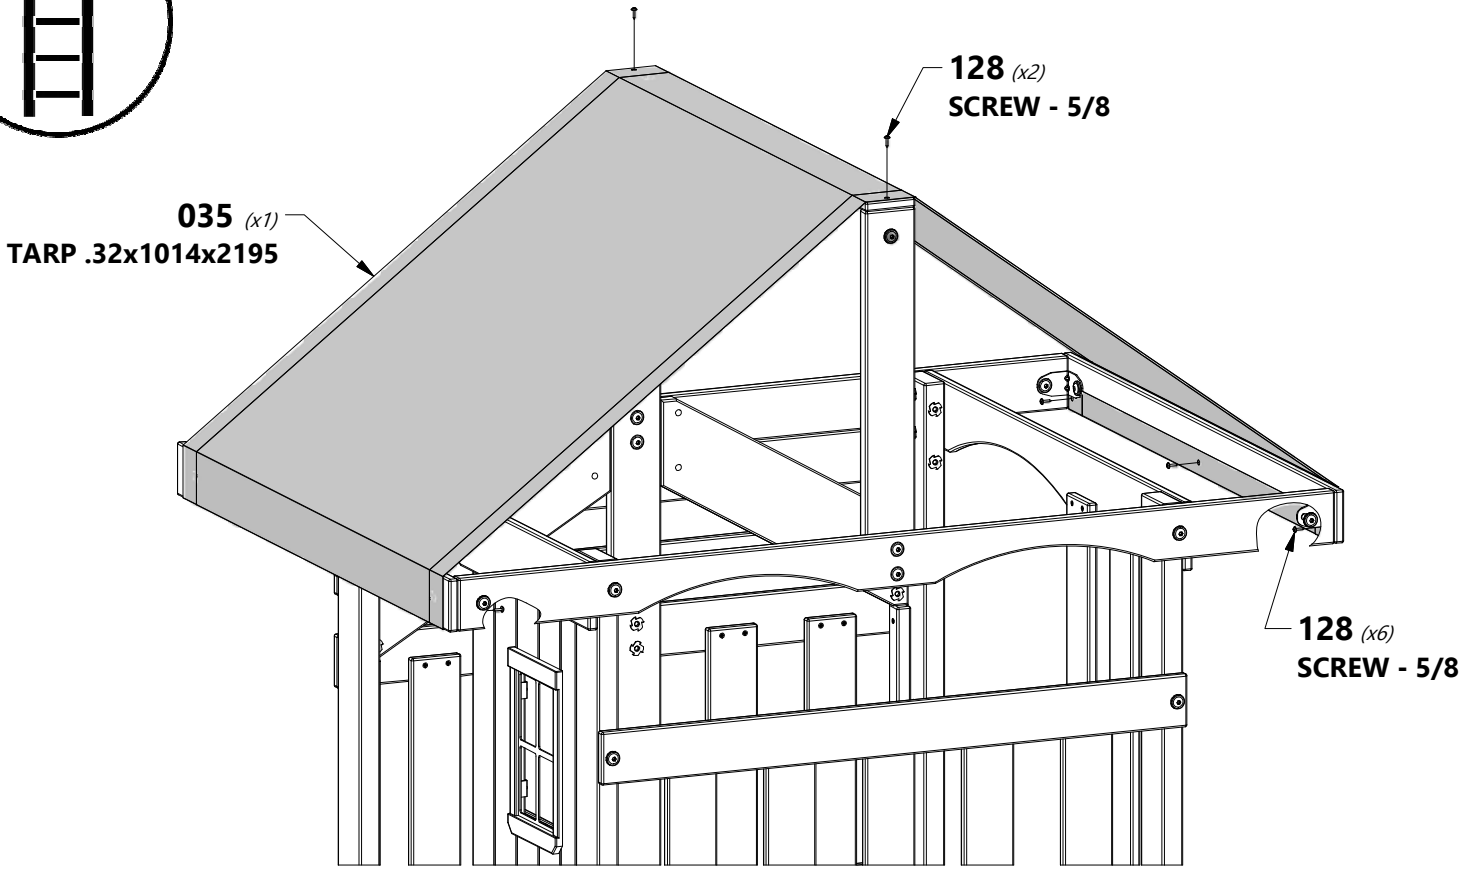 128 (x2)
SCREW - 5/8
035 (x1)
TARP .32x1014x2195
128 (x6)
SCREW - 5/8